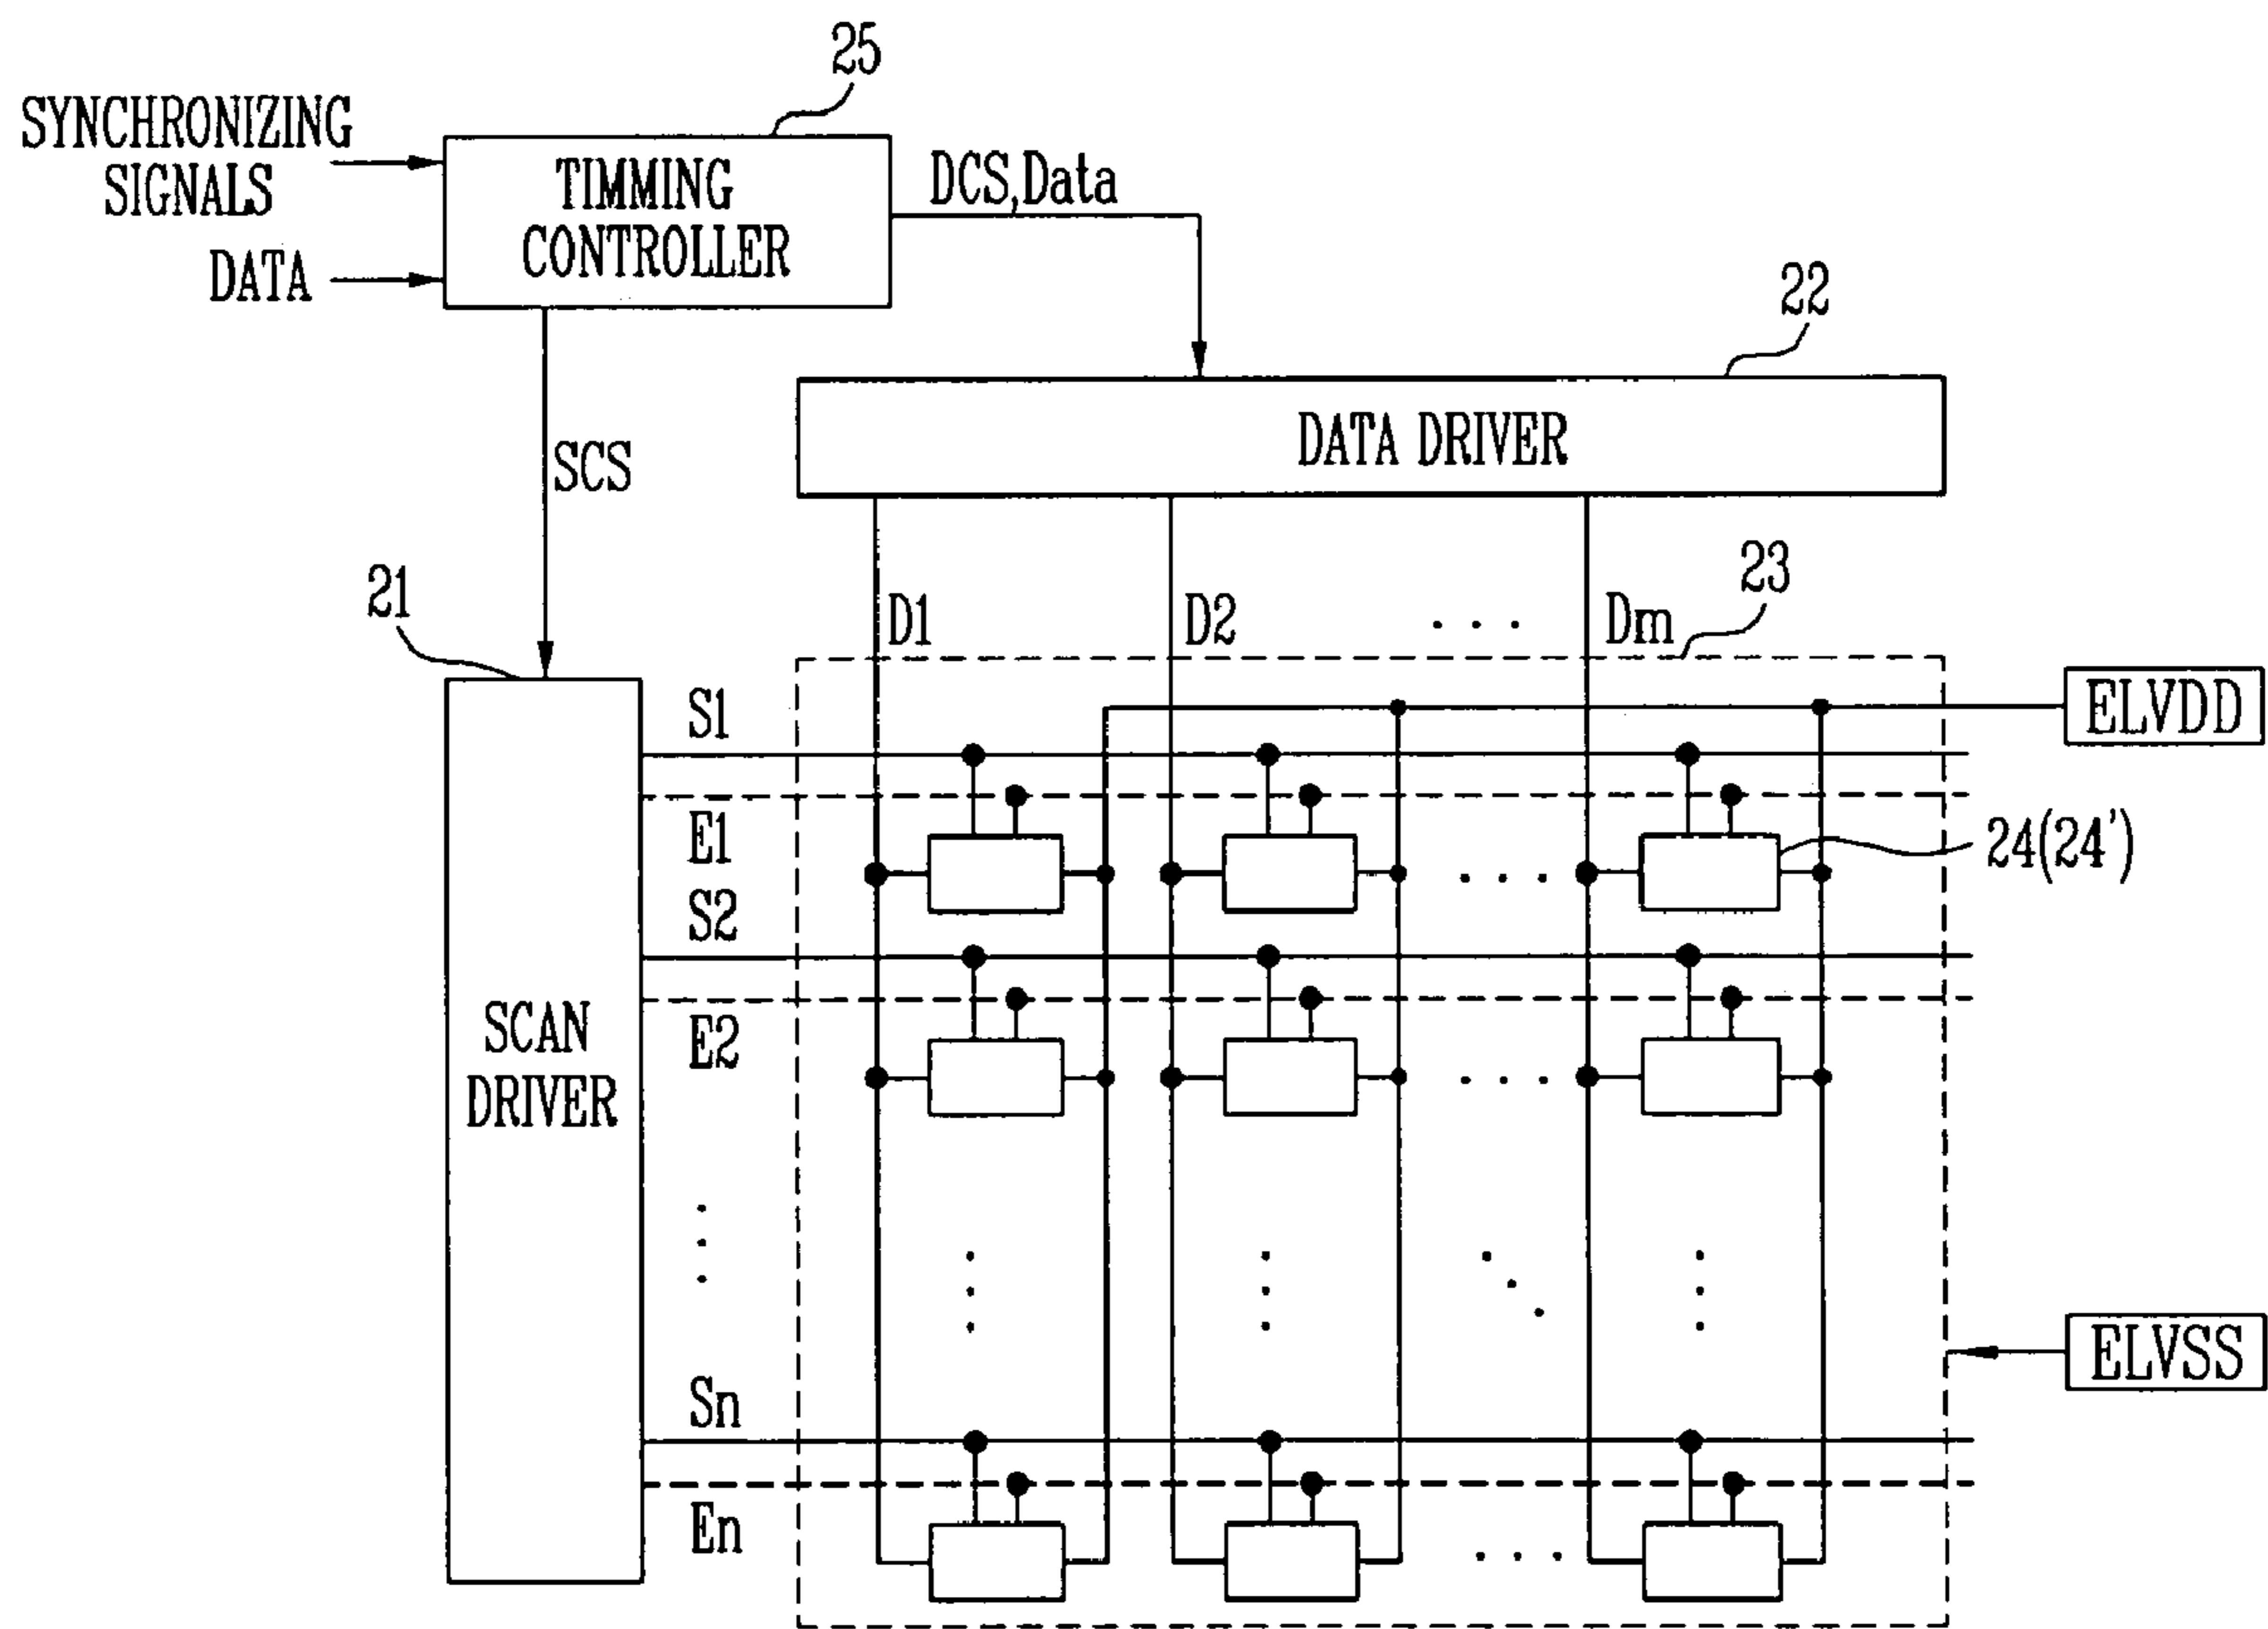 25
SYNCHRONIZING
SIGNALS
DATA
TIMMING
CONTROLLER
DCS,Data
22
DATA DRIVER
SCS
21
D1
D2
. . .
Dm
23
ELVDD
S1
E1
24(24')
S2
E2
SCAN
DRIVER
Sn
En
ELVSS